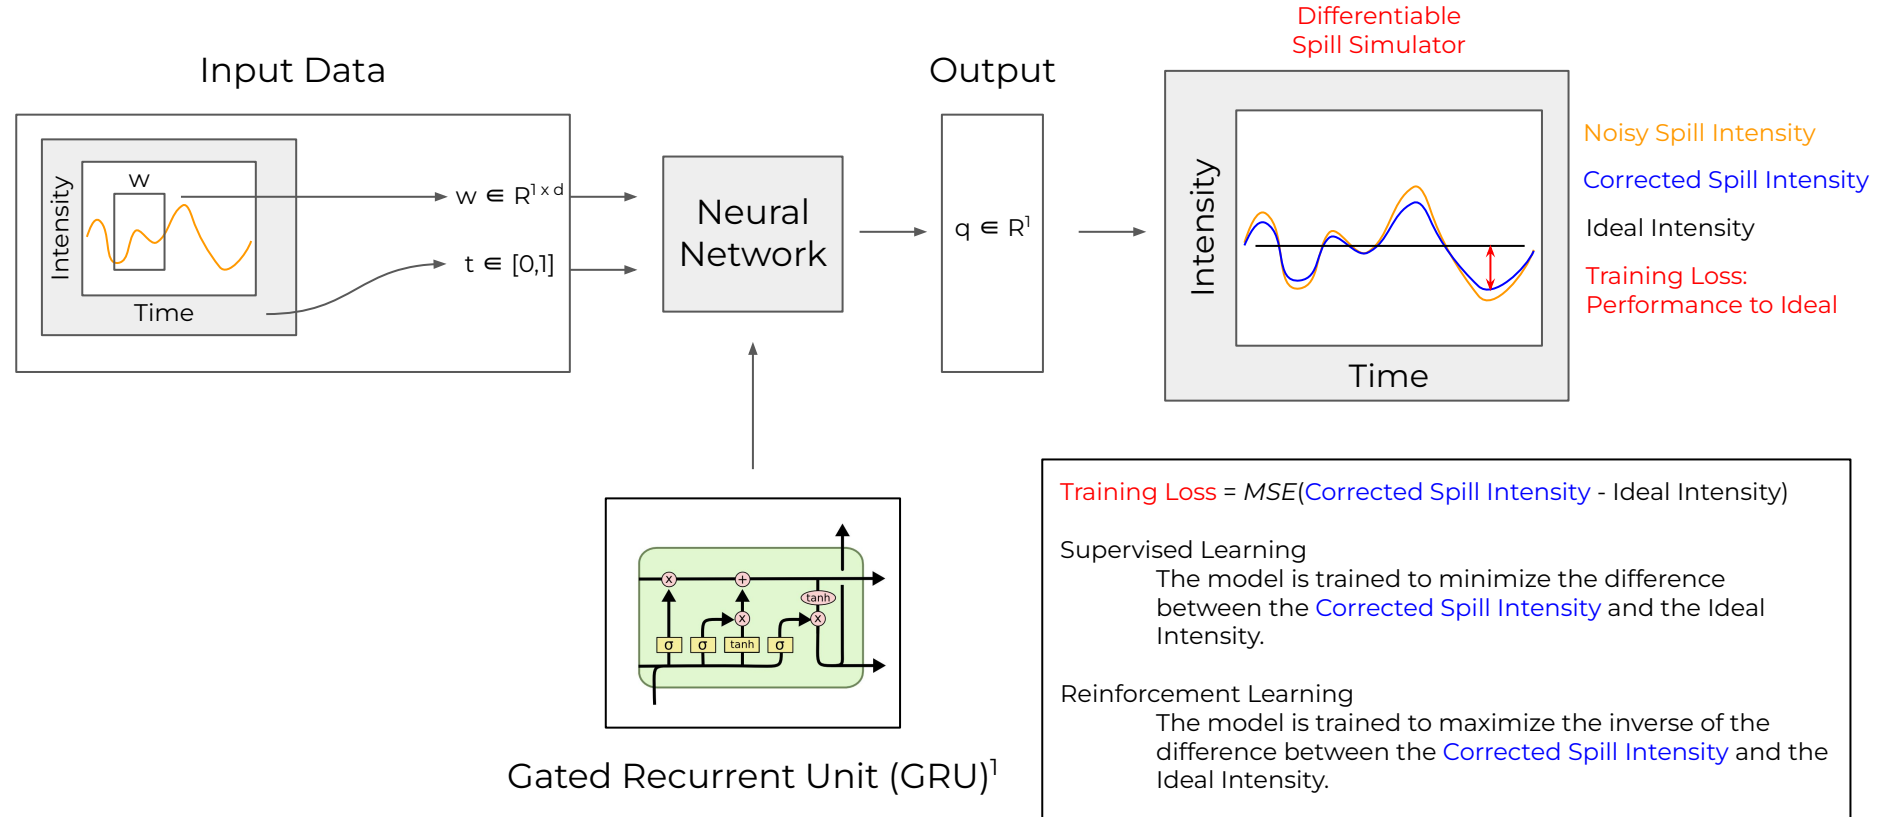 Differentiable
Spill Simulator
Input Data
Output
Intensity
w
Time
w ∈ R^{1 x d}
t ∈ [0,1]
Neural
Network
q ∈ R^1
Intensity
Time
Noisy Spill Intensity
Corrected Spill Intensity
Ideal Intensity
Training Loss:
Performance to Ideal
x
+
tanh
x
x
σ
σ
tanh
σ
Gated Recurrent Unit (GRU)^1
Training Loss = MSE(Corrected Spill Intensity - Ideal Intensity)
Supervised Learning
The model is trained to minimize the difference
between the Corrected Spill Intensity and the Ideal
Intensity.
Reinforcement Learning
The model is trained to maximize the inverse of the
difference between the Corrected Spill Intensity and the
Ideal Intensity.